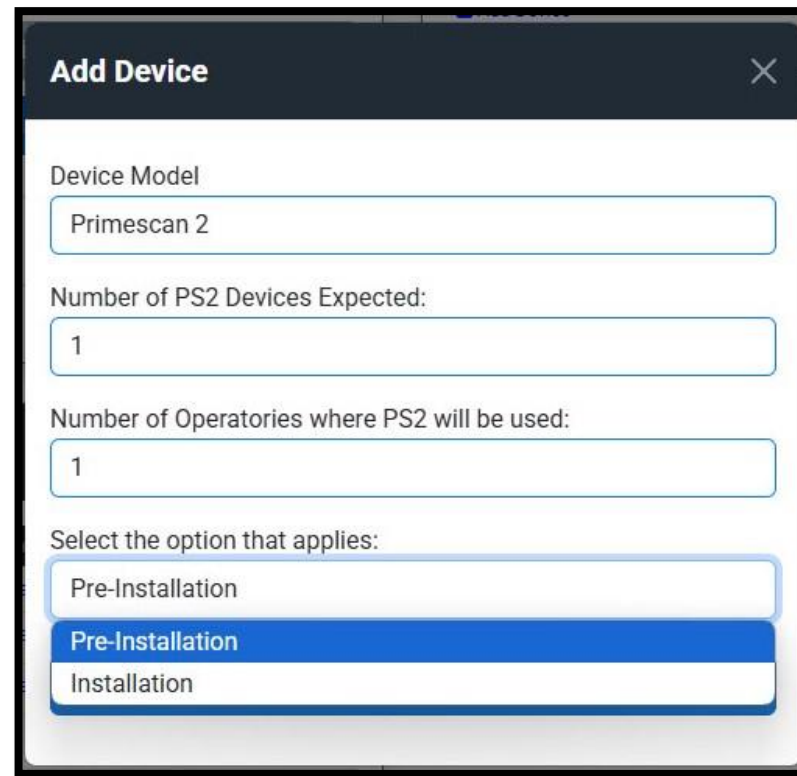 Add Device
Device Model
Primescan 2
Number of PS2 Devices Expected:
1
Number of Operatories where PS2 will be used:
1
Select the option that applies:
Pre-Installation
Pre-Installation
Installation